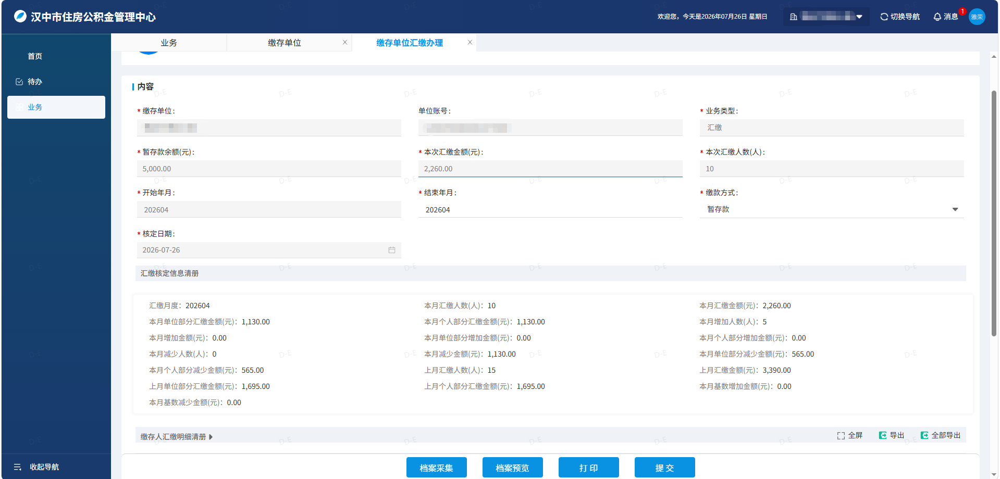 汉中市住房公积金管理中心
欢迎您，今天是2026年07月26日 星期日
切换导航
消息
1
雅荣
首页
待办
业务
收起导航
业务
缴存单位
缴存单位汇缴办理
内容
* 缴存单位:
单位账号:
* 业务类型:
汇缴
* 暂存款余额(元):
* 本次汇缴金额(元):
* 本次汇缴人数(人):
5,000.00
2,260.00
10
* 开始年月:
* 结束年月:
* 缴款方式:
202604
202604
暂存款
* 核定日期:
2026-07-26
汇缴核定信息清册
汇缴月度：202604
本月汇缴人数(人)：10
本月汇缴金额(元)：2,260.00
本月单位部分汇缴金额(元)：1,130.00
本月个人部分汇缴金额(元)：1,130.00
本月增加人数(人)：5
本月增加金额(元)：0.00
本月单位部分增加金额(元)：0.00
本月个人部分增加金额(元)：0.00
本月减少人数(人)：0
本月减少金额(元)：1,130.00
本月单位部分减少金额(元)：565.00
本月个人部分减少金额(元)：565.00
上月汇缴人数(人)：15
上月汇缴金额(元)：3,390.00
上月单位部分汇缴金额(元)：1,695.00
上月个人部分汇缴金额(元)：1,695.00
本月基数增加金额(元)：0.00
本月基数减少金额(元)：0.00
缴存人汇缴明细清册
全屏
导出
全部导出
档案采集
档案预览
打 印
提 交